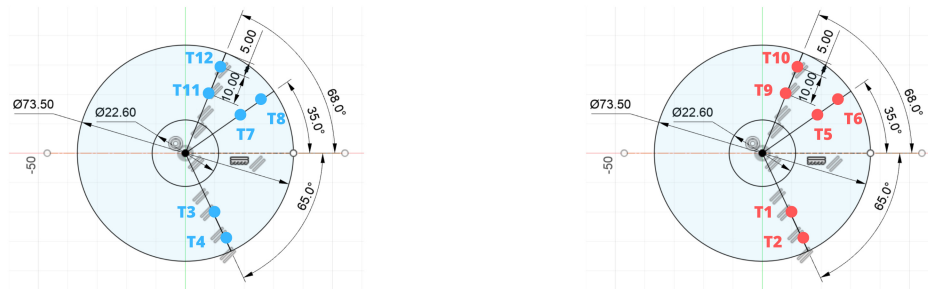 T12
5.00
68.0°
T11
10.00
T8
35.0°
T7
Ø73.50
Ø22.60
-50
65.0°
T3
T4
T10
5.00
68.0°
T9
10.00
T6
35.0°
T5
Ø73.50
Ø22.60
-50
65.0°
T1
T2